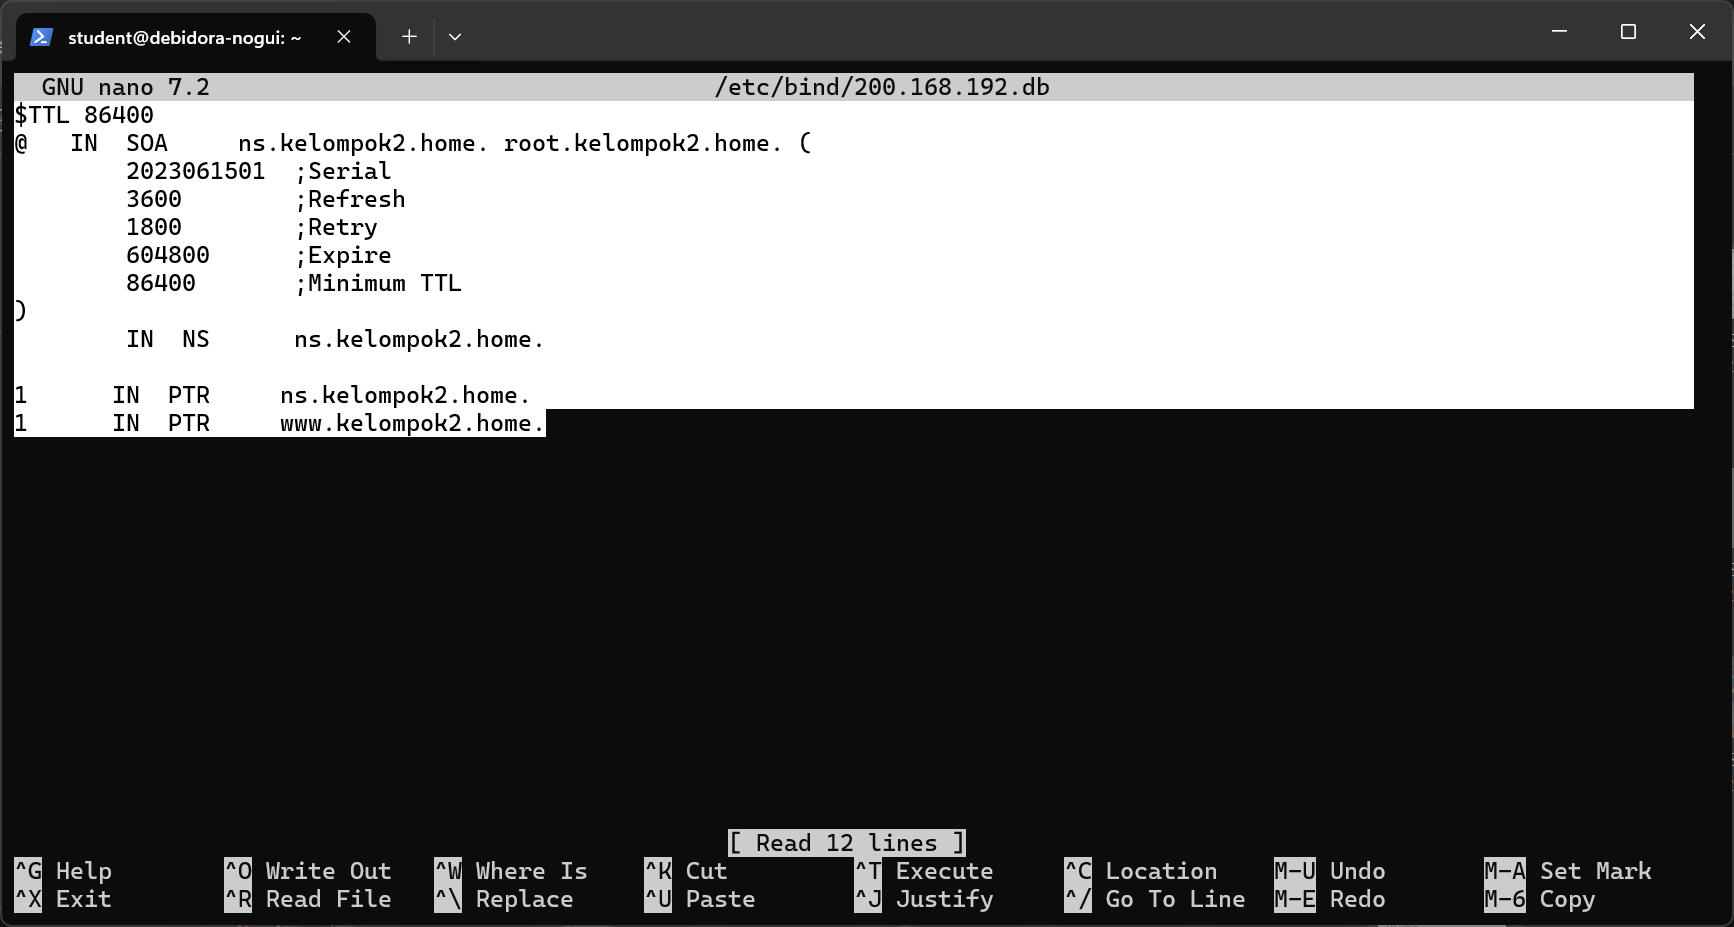 student@debidora-nogui: ~
GNU nano 7.2 /etc/bind/200.168.192.db
$TTL 86400
@ IN SOA ns.kelompok2.home. root.kelompok2.home. (
2023061501 ;Serial
3600 ;Refresh
1800 ;Retry
604800 ;Expire
86400 ;Minimum TTL
)
IN NS ns.kelompok2.home.
1 IN PTR ns.kelompok2.home.
1 IN PTR www.kelompok2.home.
[ Read 12 lines ]
^G Help ^O Write Out ^W Where Is ^K Cut ^T Execute ^C Location M-U Undo M-A Set Mark
^X Exit ^R Read File ^\ Replace ^U Paste ^J Justify ^/ Go To Line M-E Redo M-6 Copy